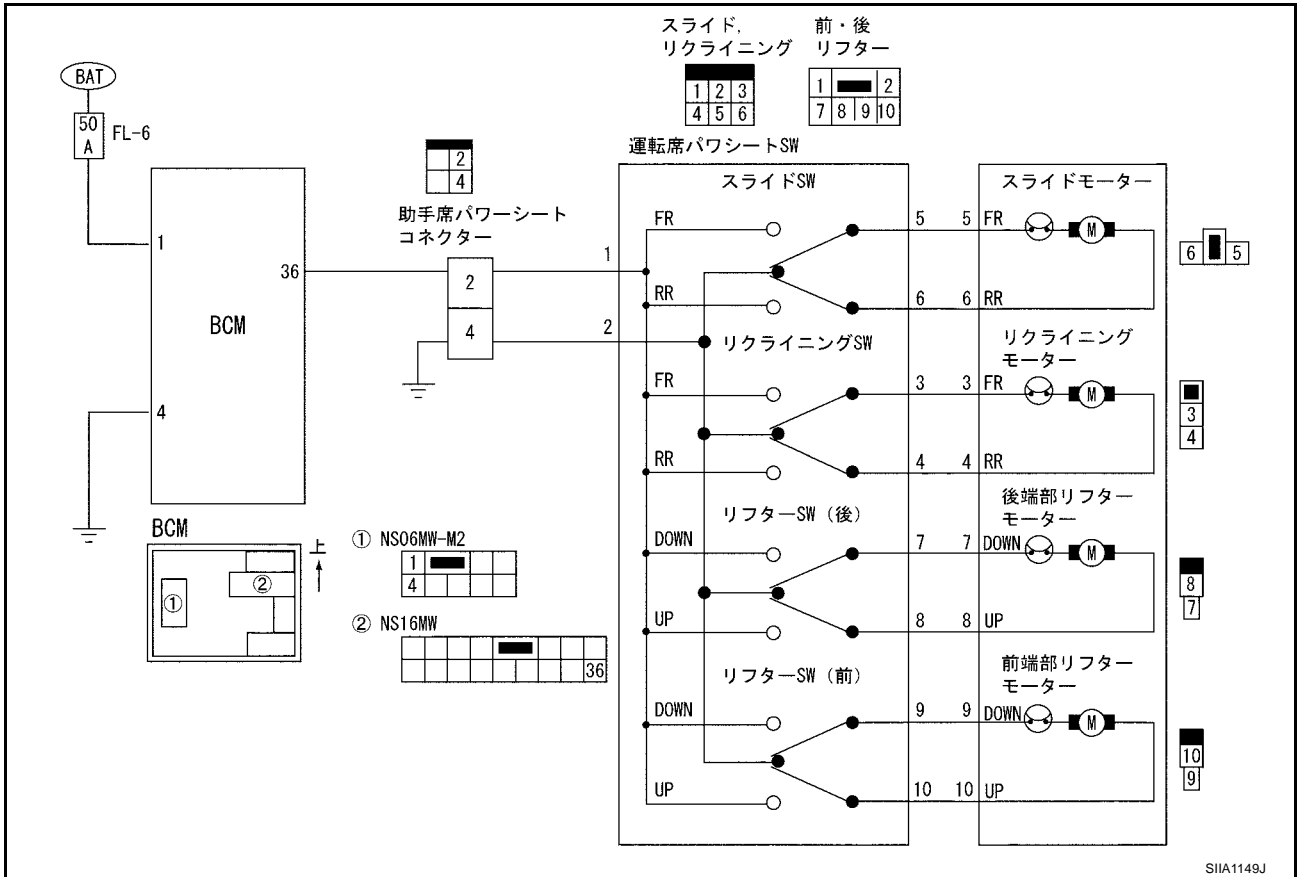 スライド,
リクライニング
前・後
リフター
1 2 3
4 5 6
1 2
7 8 9 10
BAT
50
A
FL-6
2
4
助手席パワーシート
コネクター
運転席パワシートSW
スライドSW
スライドモーター
1
36
BCM
4
2
4
1
2
FR
RR
5 5 FR
M
6 6 RR
6 5
リクライニングSW
リクライニング
モーター
FR
RR
3 3 FR
M
4 4 RR
3
4
リフターSW（後）
後端部リフター
モーター
DOWN
UP
7 7 DOWN
M
8 8 UP
8
7
リフターSW（前）
前端部リフター
モーター
DOWN
UP
9 9 DOWN
M
10 10 UP
10
9
BCM
上
①
②
① NS06MW-M2
1
4
② NS16MW
36
SIIA1149J